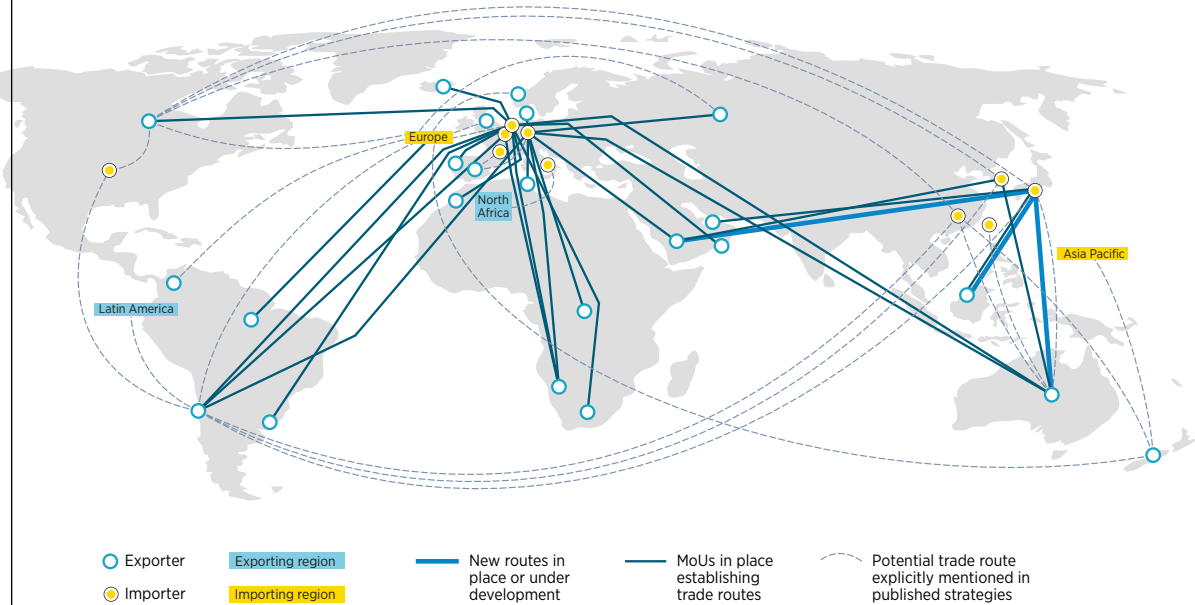 Europe
North
Africa
Asia Pacific
Latin America
Exporter
Exporting region
New routes in
place or under
development
MoUs in place
establishing
trade routes
Potential trade route
explicitly mentioned in
published strategies
Importer
Importing region